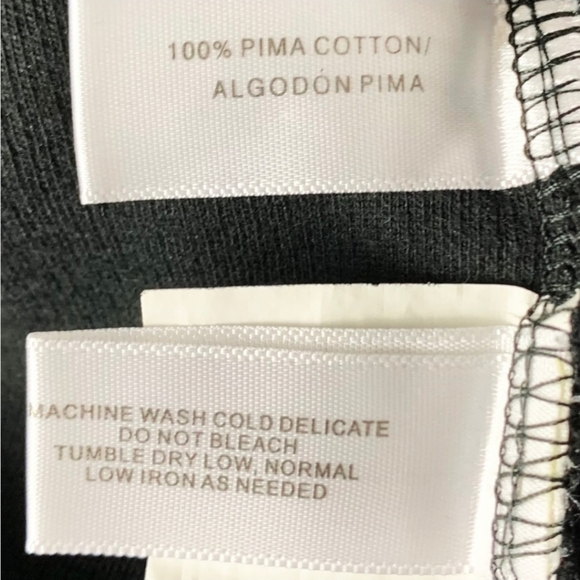 100% PIMA COTTON/
ALGODÓN PIMA
MACHINE WASH COLD DELICATE
DO NOT BLEACH
TUMBLE DRY LOW, NORMAL
LOW IRON AS NEEDED